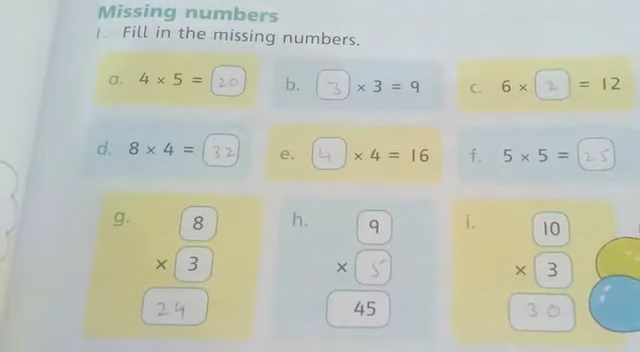 Missing numbers
1. Fill in the missing numbers.
a. 4 × 5 = 20
b. 3 × 3 = 9
c. 6 × 2 = 12
d. 8 × 4 = 32
e. 4 × 4 = 16
f. 5 × 5 = 25
g. 8
× 3
24
h. 9
× 5
45
i. 10
× 3
30